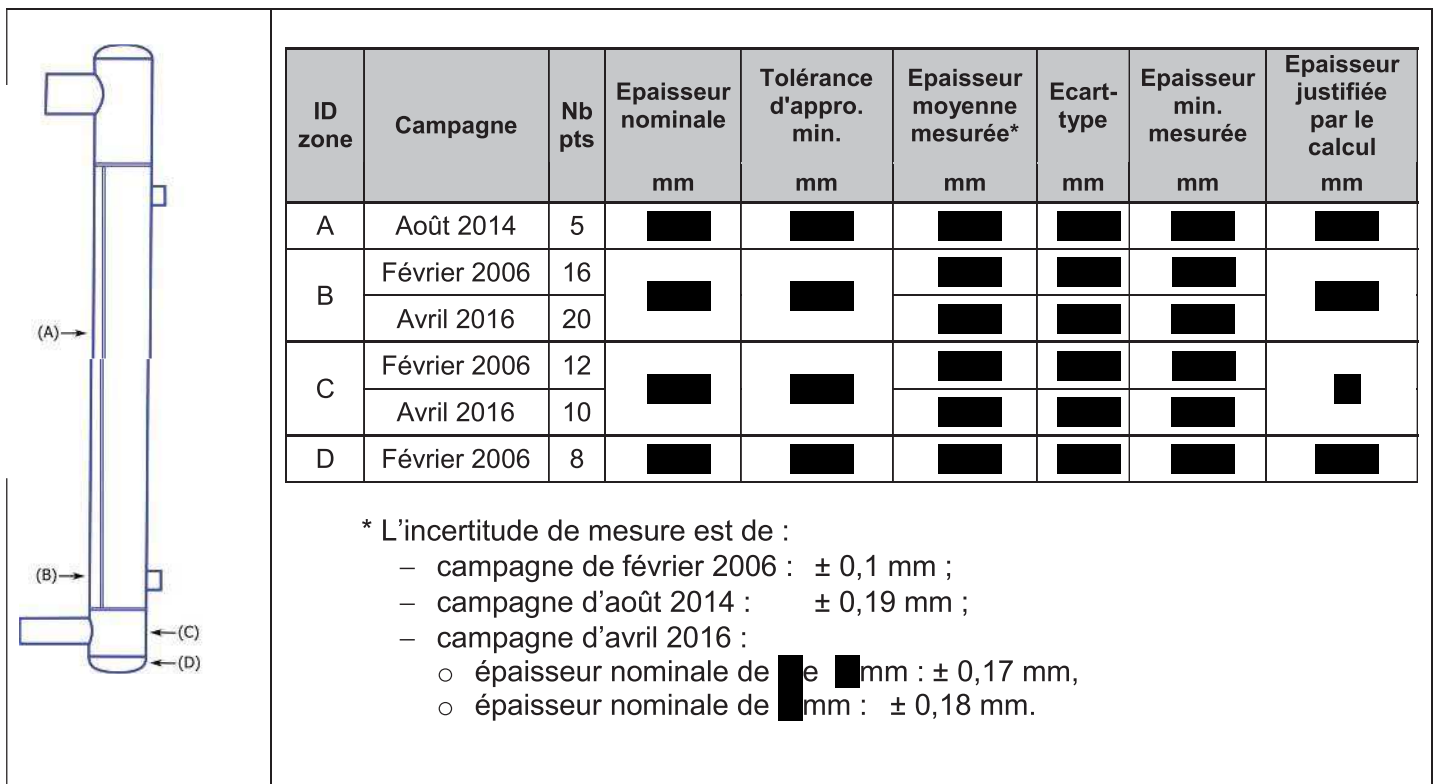 (A)
(B)
(C)
(D)
ID zone | Campagne | Nb pts | Epaisseur nominale mm | Tolérance d'appro. min. mm | Epaisseur moyenne mesurée* mm | Ecart-type mm | Epaisseur min. mesurée mm | Epaisseur justifiée par le calcul mm
A | Août 2014 | 5
B | Février 2006 | 16
Avril 2016 | 20
C | Février 2006 | 12
Avril 2016 | 10
D | Février 2006 | 8
* L'incertitude de mesure est de :
– campagne de février 2006 : ± 0,1 mm ;
– campagne d'août 2014 : ± 0,19 mm ;
– campagne d'avril 2016 :
o épaisseur nominale de e mm : ± 0,17 mm,
o épaisseur nominale de mm : ± 0,18 mm.